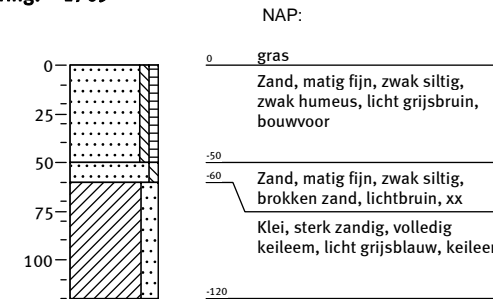 NAP:
0 gras
0
Zand, matig fijn, zwak siltig,
zwak humeus, licht grijsbruin,
25
bouwvoor
50
-50
-60 Zand, matig fijn, zwak siltig,
brokken zand, lichtbruin, xx
75
Klei, sterk zandig, volledig
keileem, licht grijsblauw,
100
-120